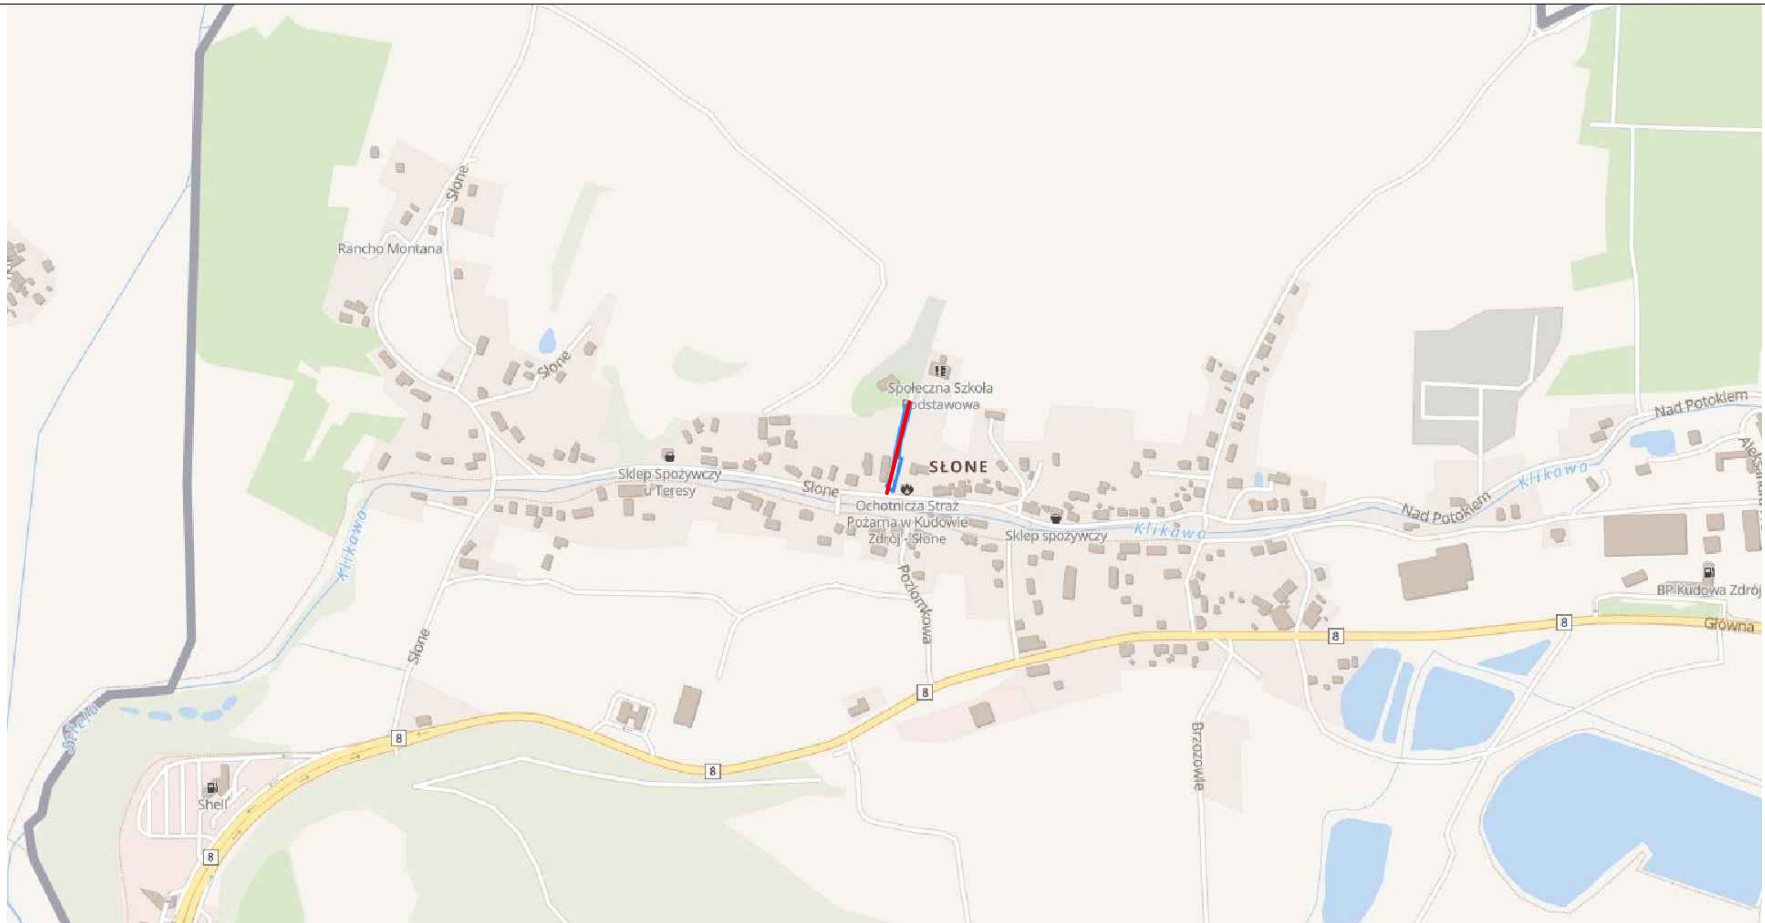 Słone
Rancho Montana
Słone
Społeczna Szkoła
Podstawowa
Nad Potokiem
SŁONE
Sklep Spożywczy
u Teresy
Słone
Klikawa
Ochotnicza Straż
Pożarna w Kudowie
Zdrój - Słone
Sklep spożywczy
Klikawa
Nad Potokiem
Klikawa
Poziomkowa
BP Kudowa Zdrój
Główna
8
8
Słone
8
8
8
Brzozowie
Shell
8